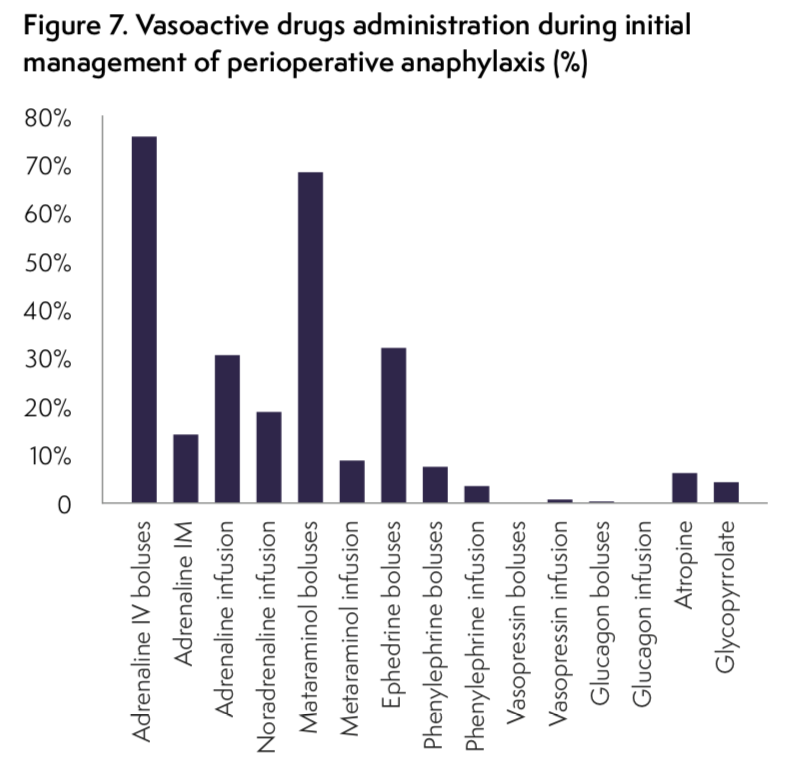 Figure 7. Vasoactive drugs administration during initial
management of perioperative anaphylaxis (%)
80%
70%
60%
50%
40%
30%
20%
10%
0
Adrenaline IV boluses
Adrenaline IM
Adrenaline infusion
Noradrenaline infusion
Mataraminol boluses
Metaraminol infusion
Ephedrine boluses
Phenylephrine boluses
Phenylephrine infusion
Vasopressin boluses
Vasopressin infusion
Glucagon boluses
Glucagon infusion
Atropine
Glycopyrrolate